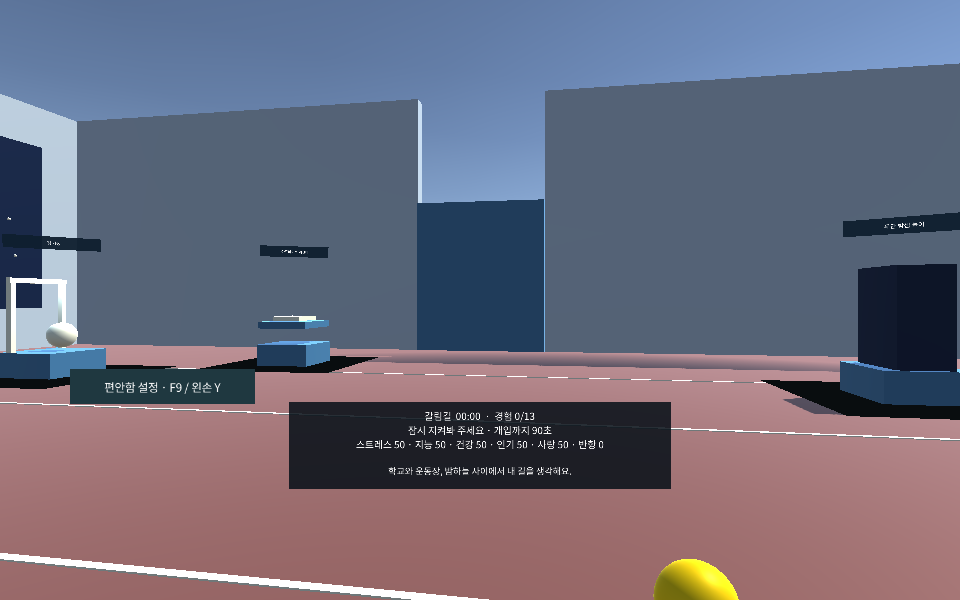 편안함 설정 · F9 / 왼손 Y
갈림길 00:00 · 경험 0/13
잠시 지켜봐 주세요 · 개입까지 90초
스트레스 50 · 지능 50 · 건강 50 · 인기 50 · 사랑 50 · 반항 0
학교와 운동장, 밤하늘 사이에서 내 길을 생각해요.